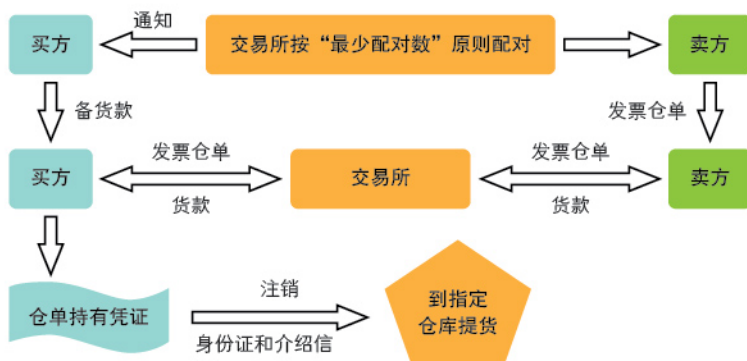 通知
买方
交易所按“最少配对数”原则配对
卖方
备货款
发票仓单
买方
发票仓单
货款
交易所
发票仓单
货款
卖方
仓单持有凭证
注销
身份证和介绍信
到指定
仓库提货